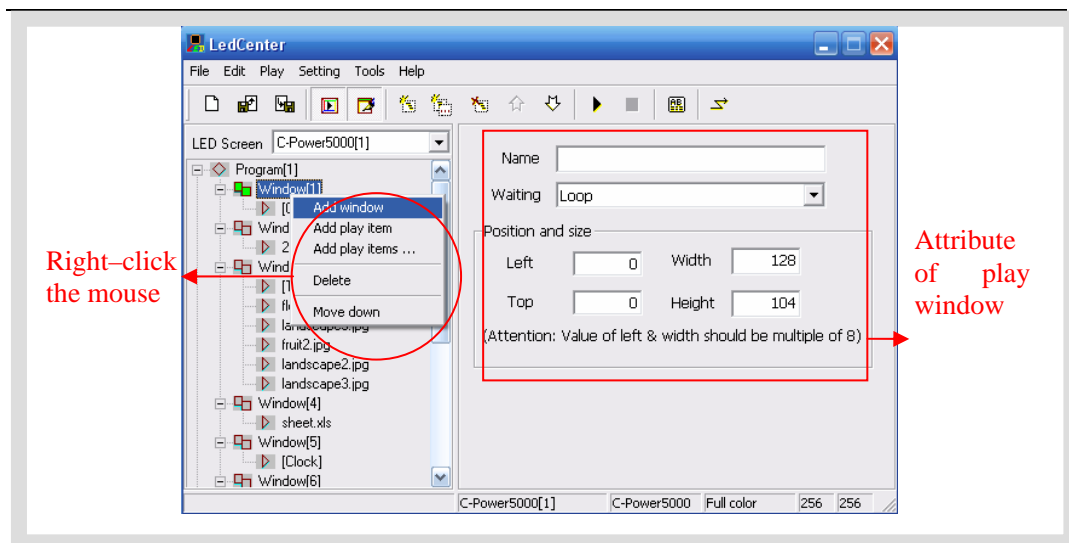 LedCenter
File Edit Play Setting Tools Help
LED Screen C-Power5000[1]
Program[1]
Window[1]
Add window
Wind Add play item
2 Add play items ...
Wind
Delete
Move down
fruit2.jpg
landscape2.jpg
landscape3.jpg
Window[4]
sheet.xls
Window[5]
[Clock]
Window[6]
Name
Waiting Loop
Position and size
Left 0 Width 128
Top 0 Height 104
(Attention: Value of left & width should be multiple of 8)
C-Power5000[1] C-Power5000 Full color 256 256
Right–click
the mouse
Attribute
of play
window